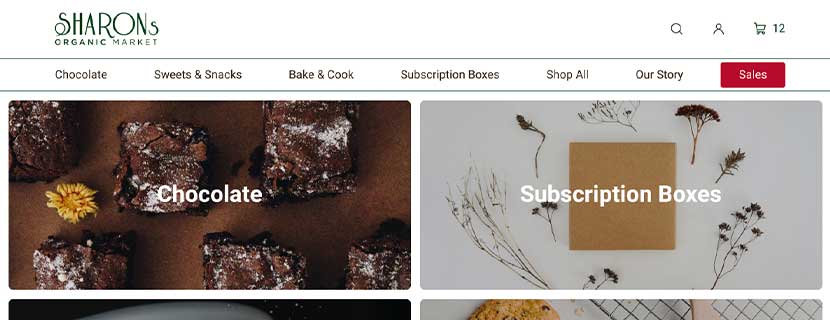 SHARONs
ORGANIC MARKET
12
Chocolate
Sweets & Snacks
Bake & Cook
Subscription Boxes
Shop All
Our Story
Sales
Chocolate
Subscription Boxes